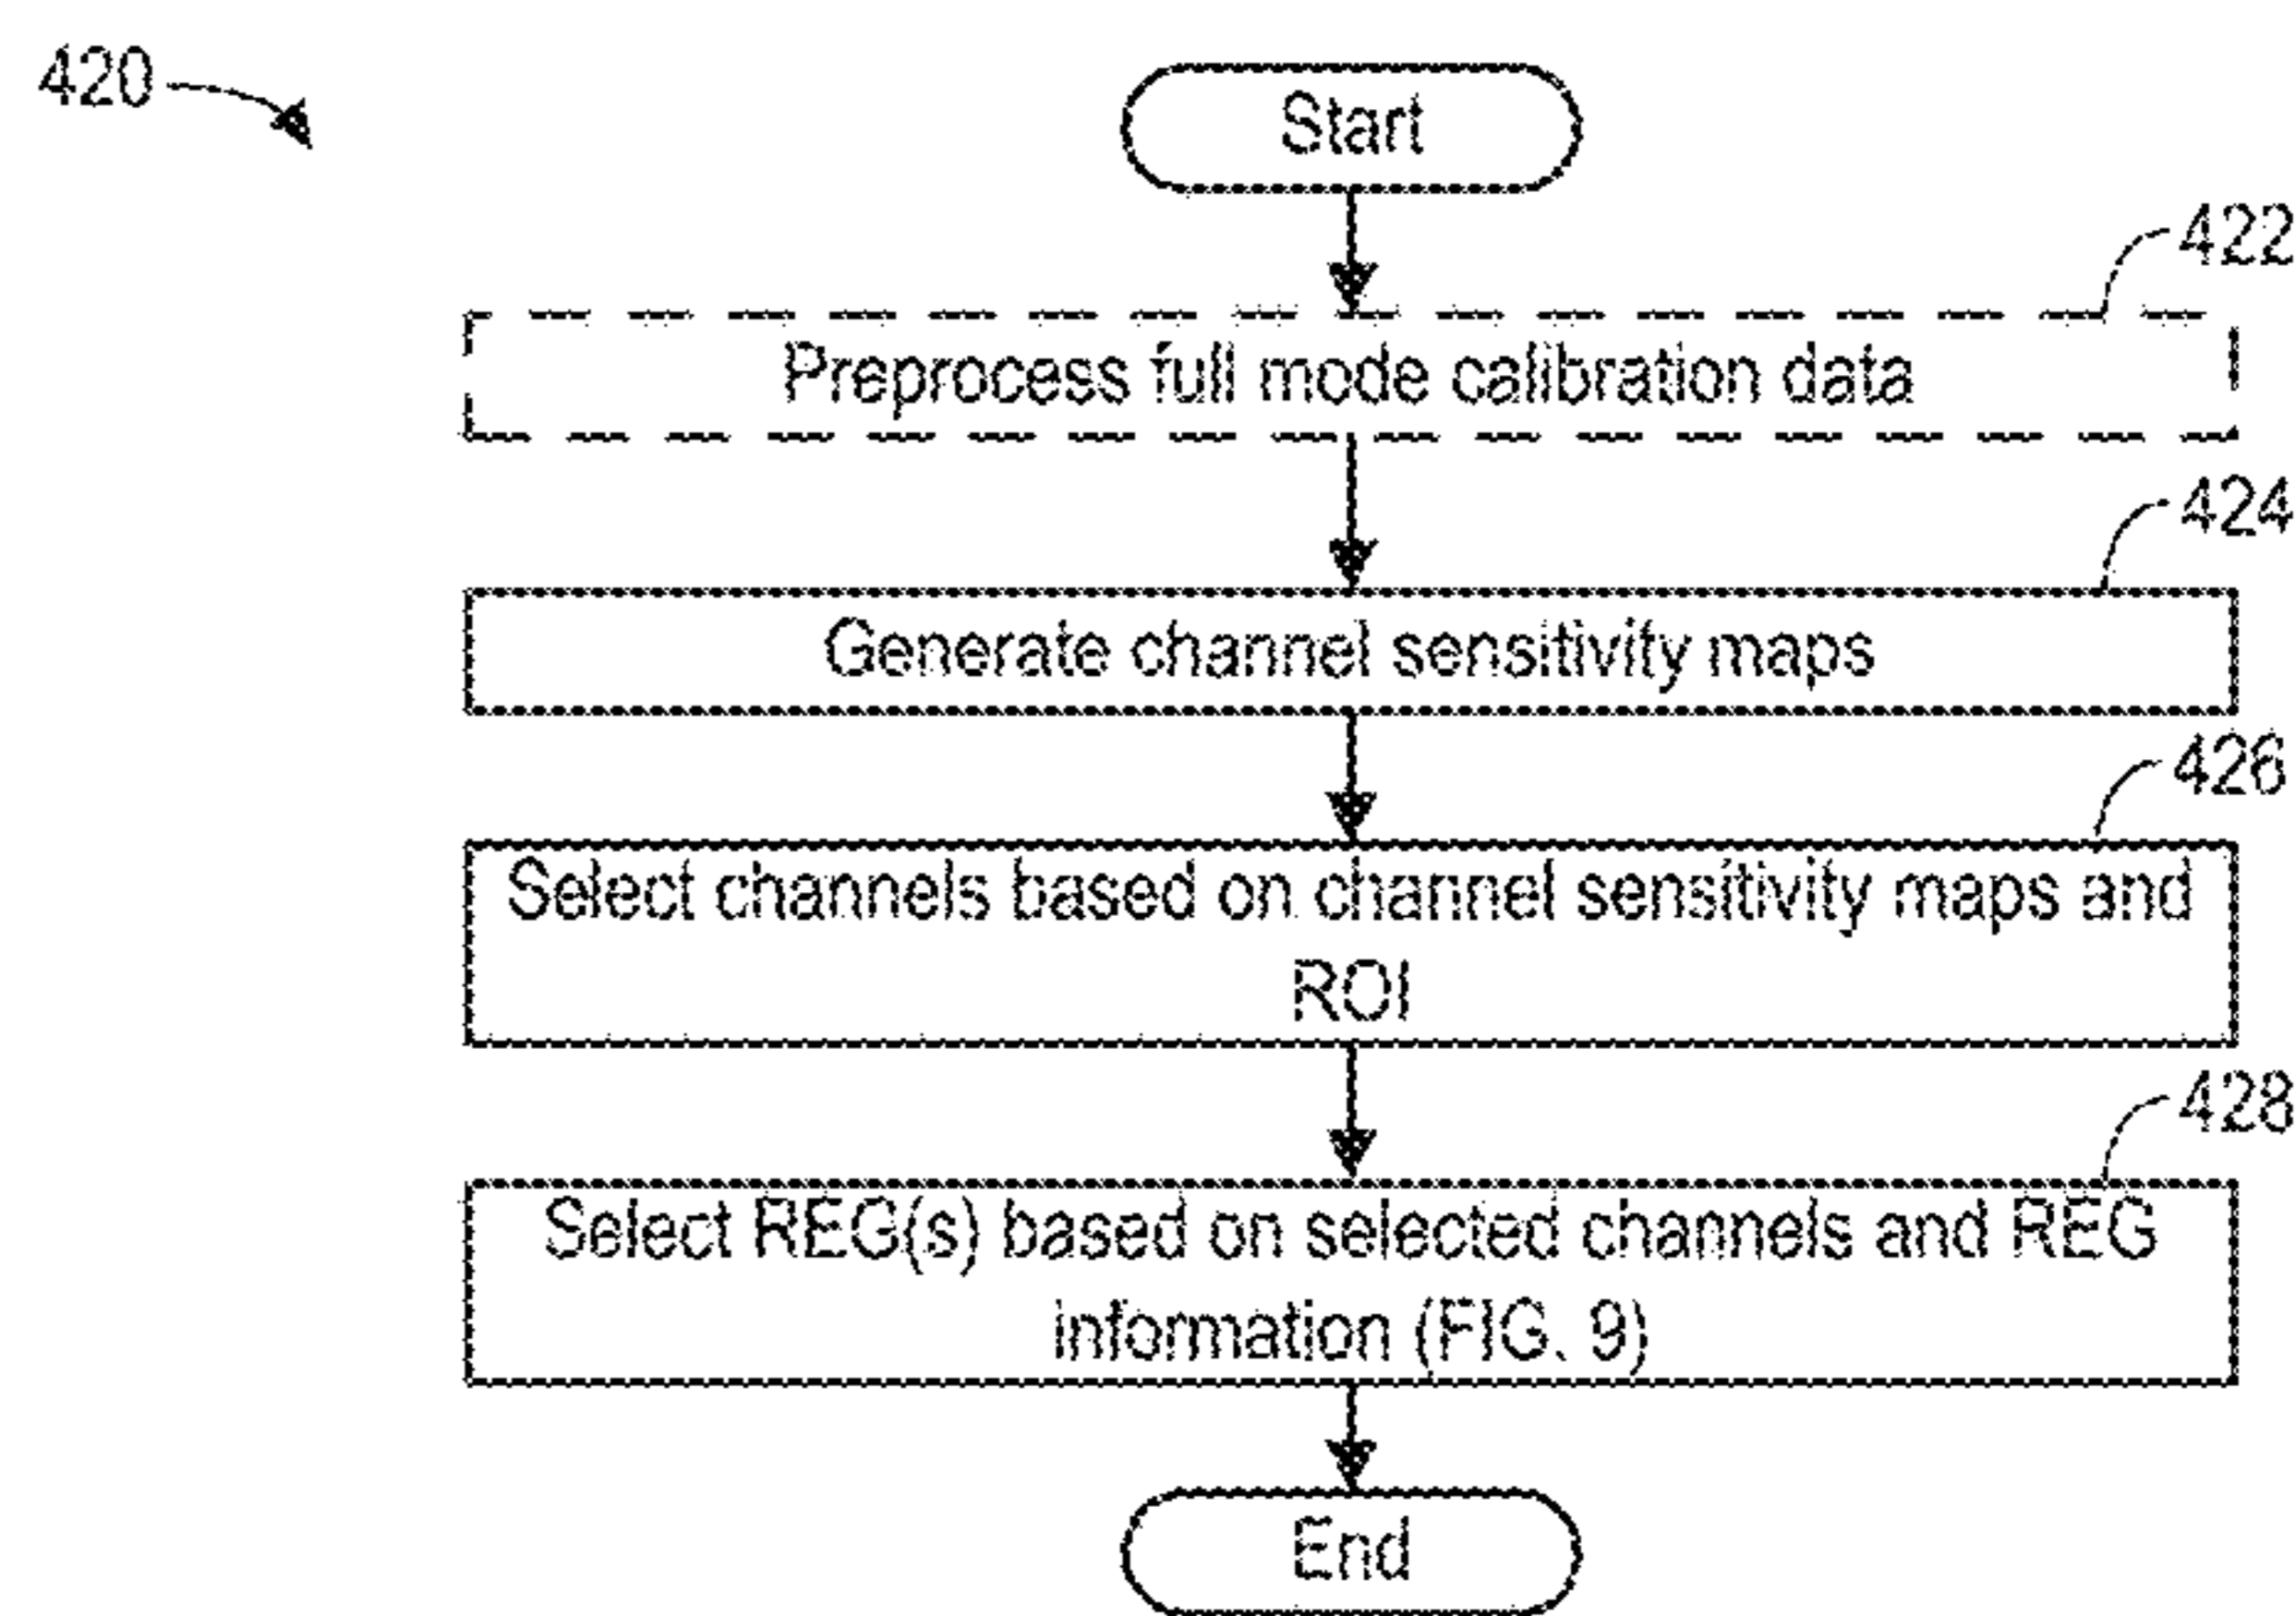 420
Start
422
Preprocess full mode calibration data
424
Generate channel sensitivity maps
426
Select channels based on channel sensitivity maps and
ROI
428
Select REG(s) based on selected channels and REG
information (FIG. 9)
End